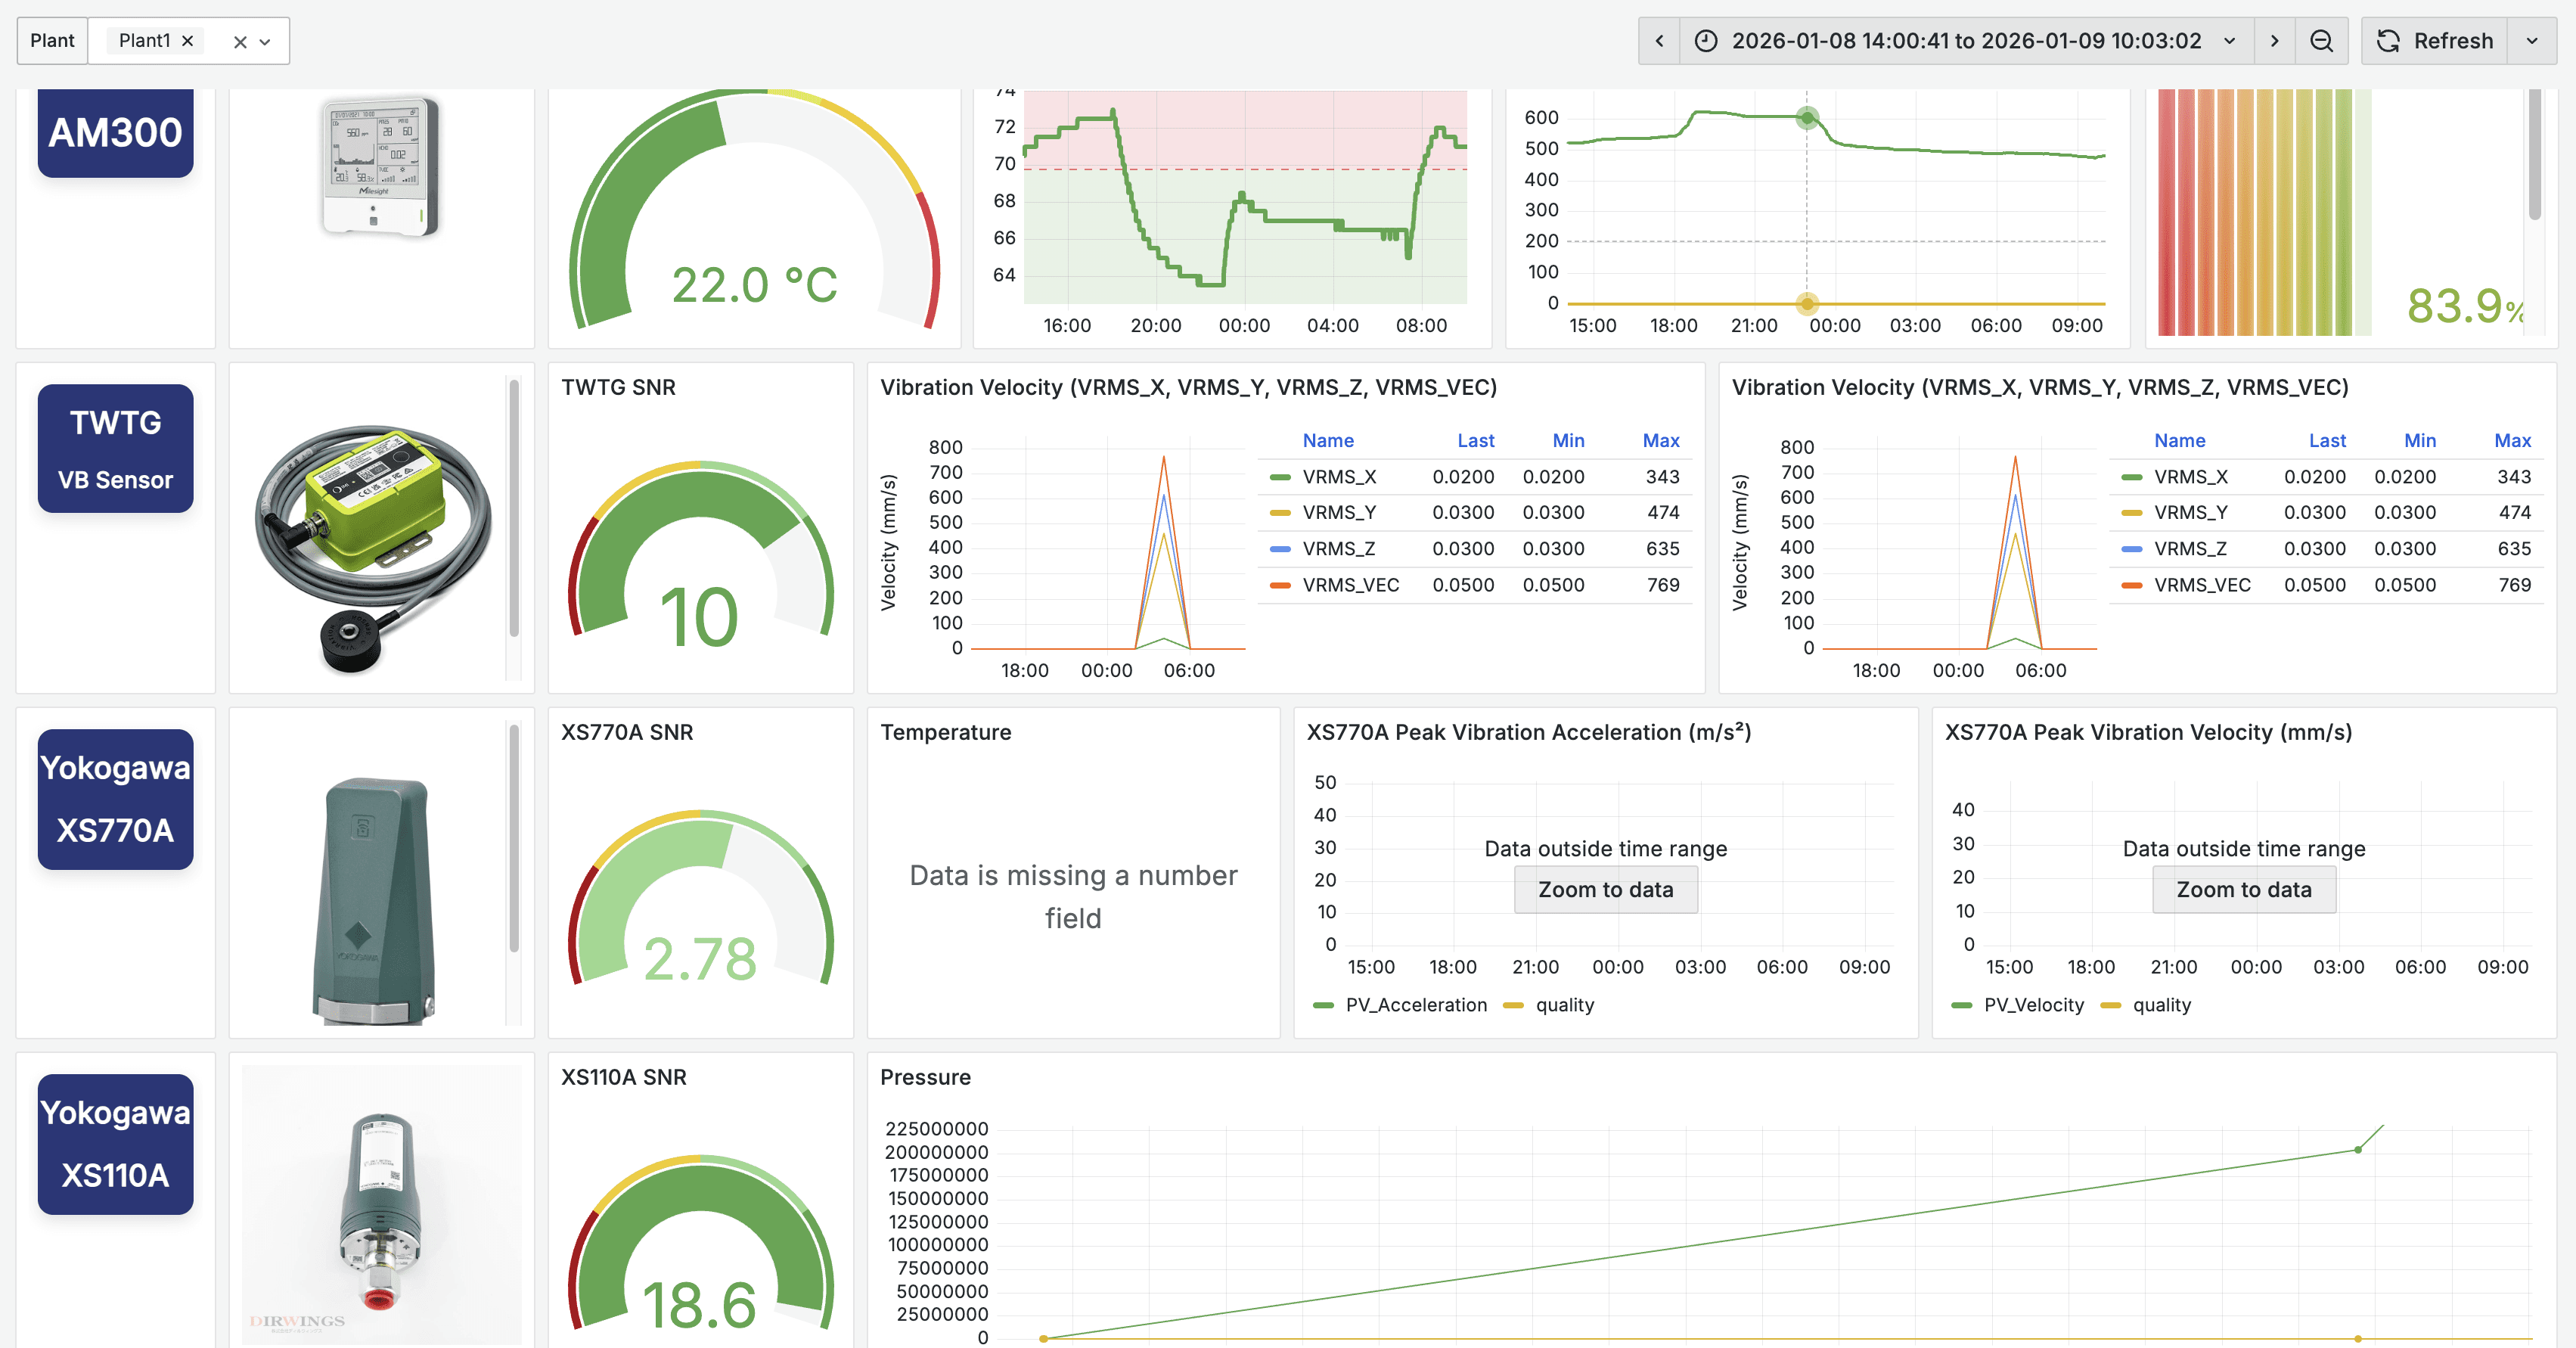 Plant
Plant1
2026-01-08 14:00:41 to 2026-01-09 10:03:02
Refresh
AM300
Milesight
22.0 °C
74
72
70
68
66
64
16:00 20:00 00:00 04:00 08:00
600
500
400
300
200
100
0
15:00 18:00 21:00 00:00 03:00 06:00 09:00
83.9%
TWTG
VB Sensor
TWTG SNR
10
Vibration Velocity (VRMS_X, VRMS_Y, VRMS_Z, VRMS_VEC)
Velocity (mm/s)
800
700
600
500
400
300
200
100
0
18:00 00:00 06:00
Name Last Min Max
VRMS_X 0.0200 0.0200 343
VRMS_Y 0.0300 0.0300 474
VRMS_Z 0.0300 0.0300 635
VRMS_VEC 0.0500 0.0500 769
Vibration Velocity (VRMS_X, VRMS_Y, VRMS_Z, VRMS_VEC)
Velocity (mm/s)
800
700
600
500
400
300
200
100
0
18:00 00:00 06:00
Name Last Min Max
VRMS_X 0.0200 0.0200 343
VRMS_Y 0.0300 0.0300 474
VRMS_Z 0.0300 0.0300 635
VRMS_VEC 0.0500 0.0500 769
Yokogawa
XS770A
YOKOGAWA
XS770A SNR
2.78
Temperature
Data is missing a number
field
XS770A Peak Vibration Acceleration (m/s²)
50
40
30
20
10
0
Data outside time range
Zoom to data
15:00 18:00 21:00 00:00 03:00 06:00 09:00
PV_Acceleration quality
XS770A Peak Vibration Velocity (mm/s)
40
30
20
10
0
Data outside time range
Zoom to data
15:00 18:00 21:00 00:00 03:00 06:00 09:00
PV_Velocity quality
Yokogawa
XS110A
DIRWINGS
XS110A SNR
18.6
Pressure
225000000
200000000
175000000
150000000
125000000
100000000
75000000
50000000
25000000
0